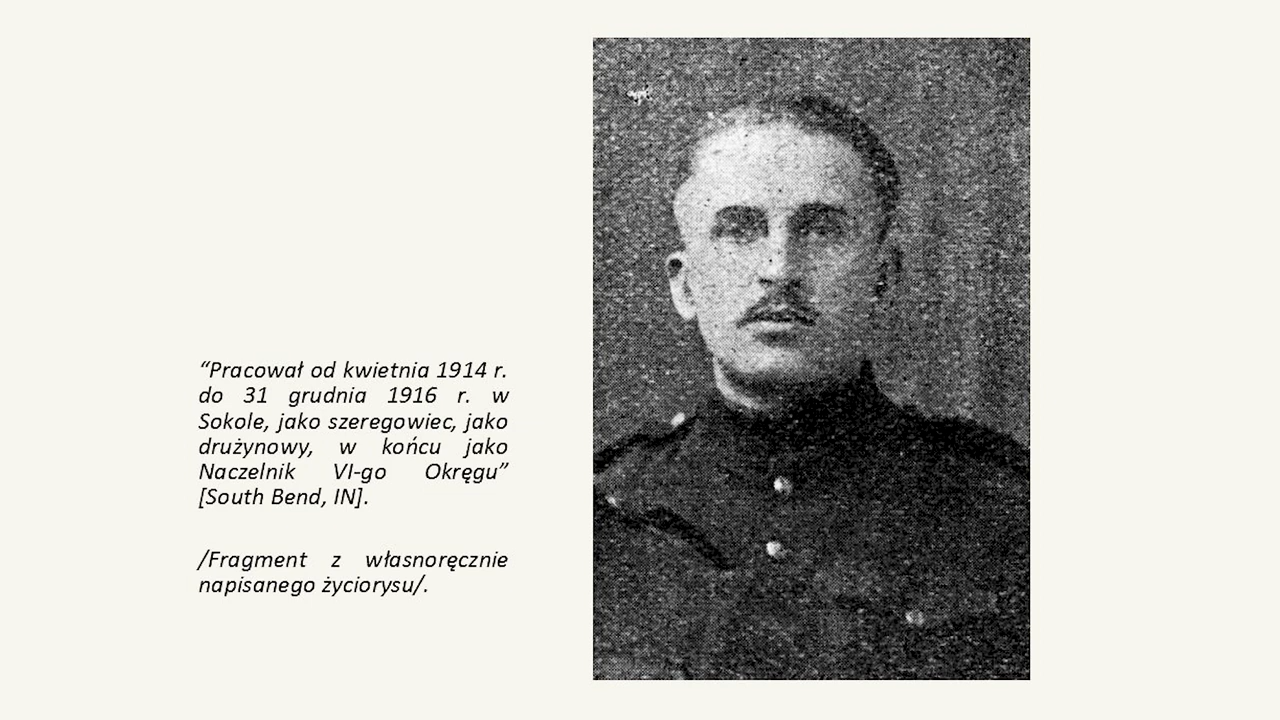 “Pracował od kwietnia 1914 r.
do 31 grudnia 1916 r. w
Sokole, jako szeregowiec, jako
drużynowy, w końcu jako
Naczelnik VI-go Okręgu”
[South Bend, IN].
/Fragment z własnoręcznie
napisanego życiorysu/.